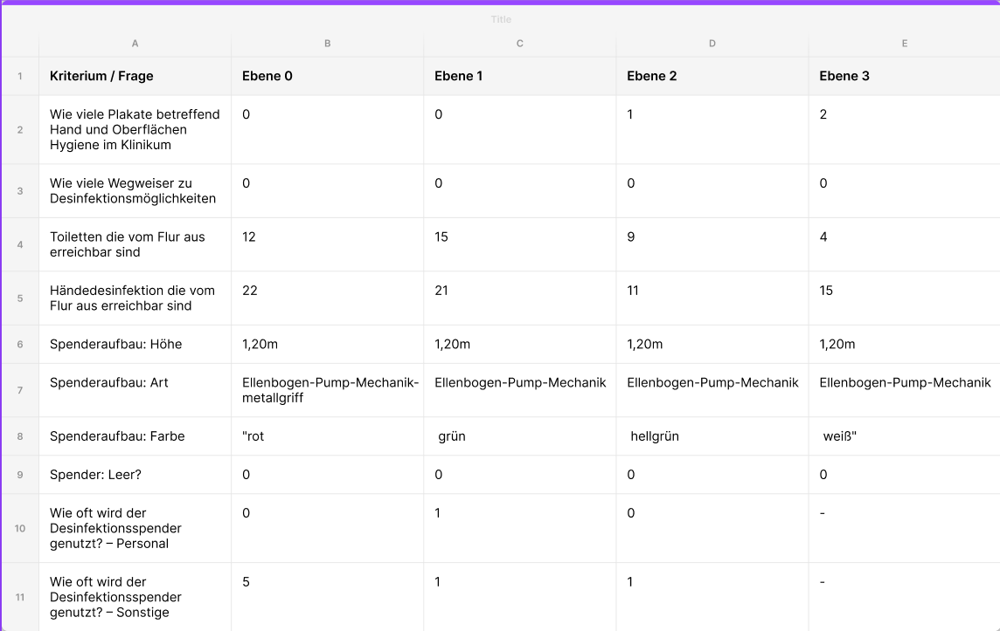 Title
A B C D E
1 Kriterium / Frage Ebene 0 Ebene 1 Ebene 2 Ebene 3
2 Wie viele Plakate betreffend 0 0 1 2
Hand und Oberflächen
Hygiene im Klinikum
3 Wie viele Wegweiser zu 0 0 0 0
Desinfektionsmöglichkeiten
4 Toiletten die vom Flur aus 12 15 9 4
erreichbar sind
5 Händedesinfektion die vom 22 21 11 15
Flur aus erreichbar sind
6 Spenderaufbau: Höhe 1,20m 1,20m 1,20m 1,20m
7 Spenderaufbau: Art Ellenbogen-Pump-Mechanik- Ellenbogen-Pump-Mechanik Ellenbogen-Pump-Mechanik Ellenbogen-Pump-Mechanik
metallgriff
8 Spenderaufbau: Farbe "rot grün hellgrün weiß"
9 Spender: Leer? 0 0 0 0
10 Wie oft wird der 0 1 0 -
Desinfektionsspender
genutzt? – Personal
11 Wie oft wird der 5 1 1 -
Desinfektionsspender
genutzt? – Sonstige